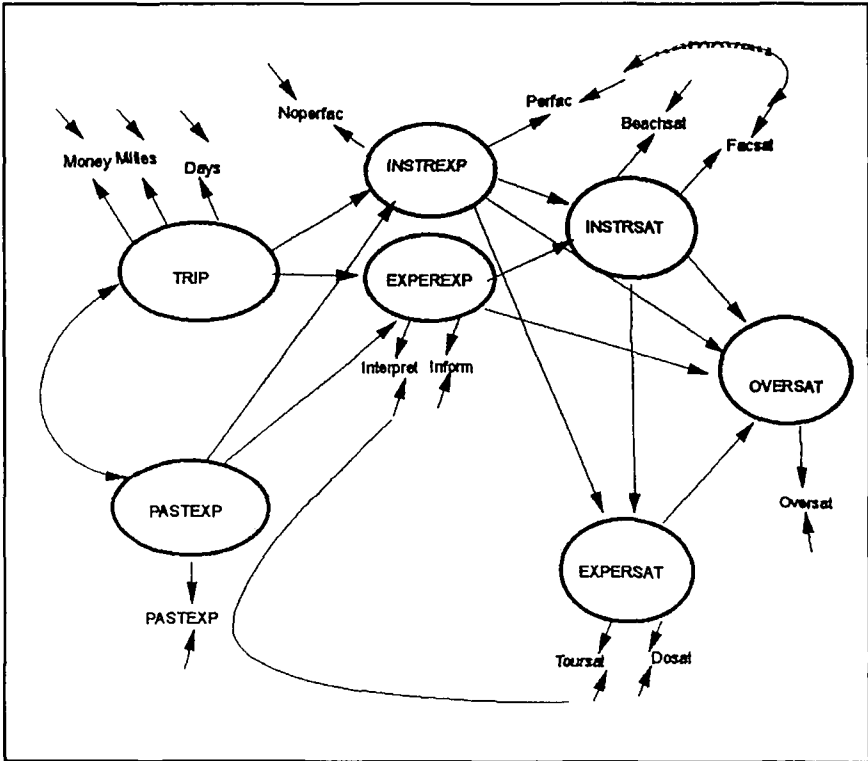 Perfac
Noperfac
Beachsat
Facsat
Money Miles
Days
INSTREXP
INSTRSAT
TRIP
EXPEREXP
Interpret Inform
OVERSAT
Oversat
PASTEXP
EXPERSAT
PASTEXP
Toursat Dosat